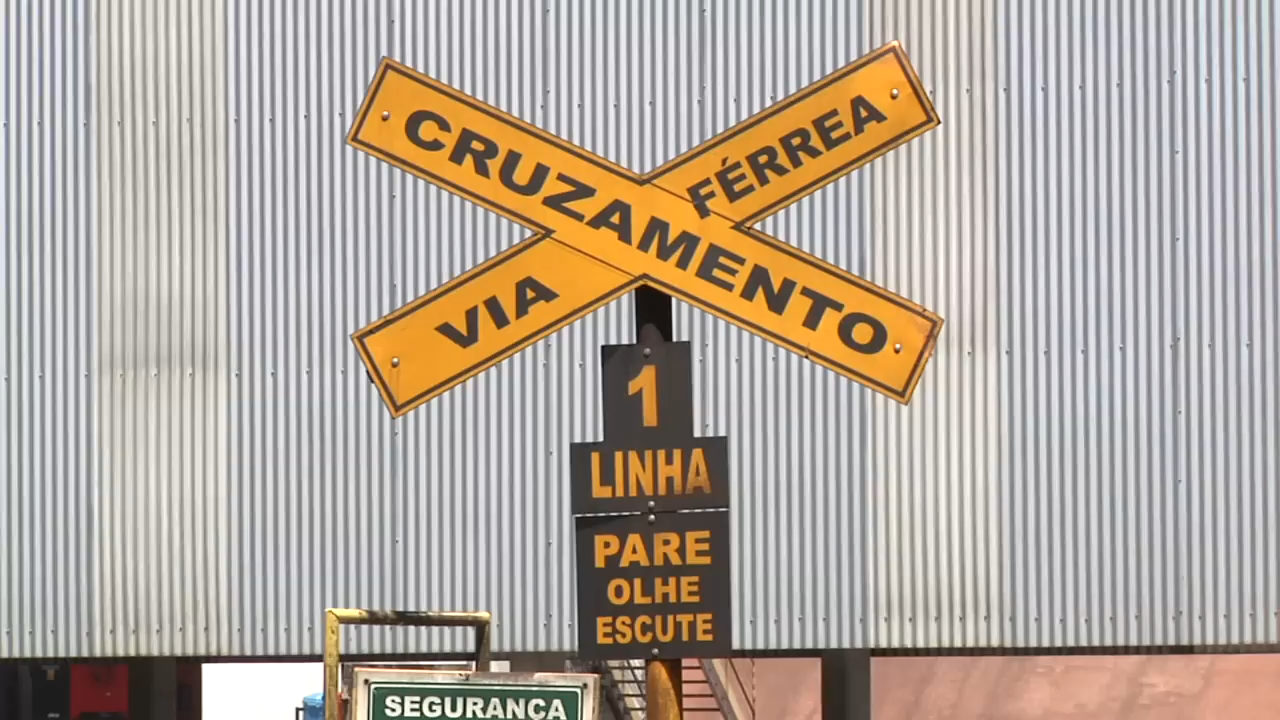 CRUZAMENTO
VIA FÉRREA
1
LINHA
PARE
OLHE
ESCUTE
SEGURANÇA